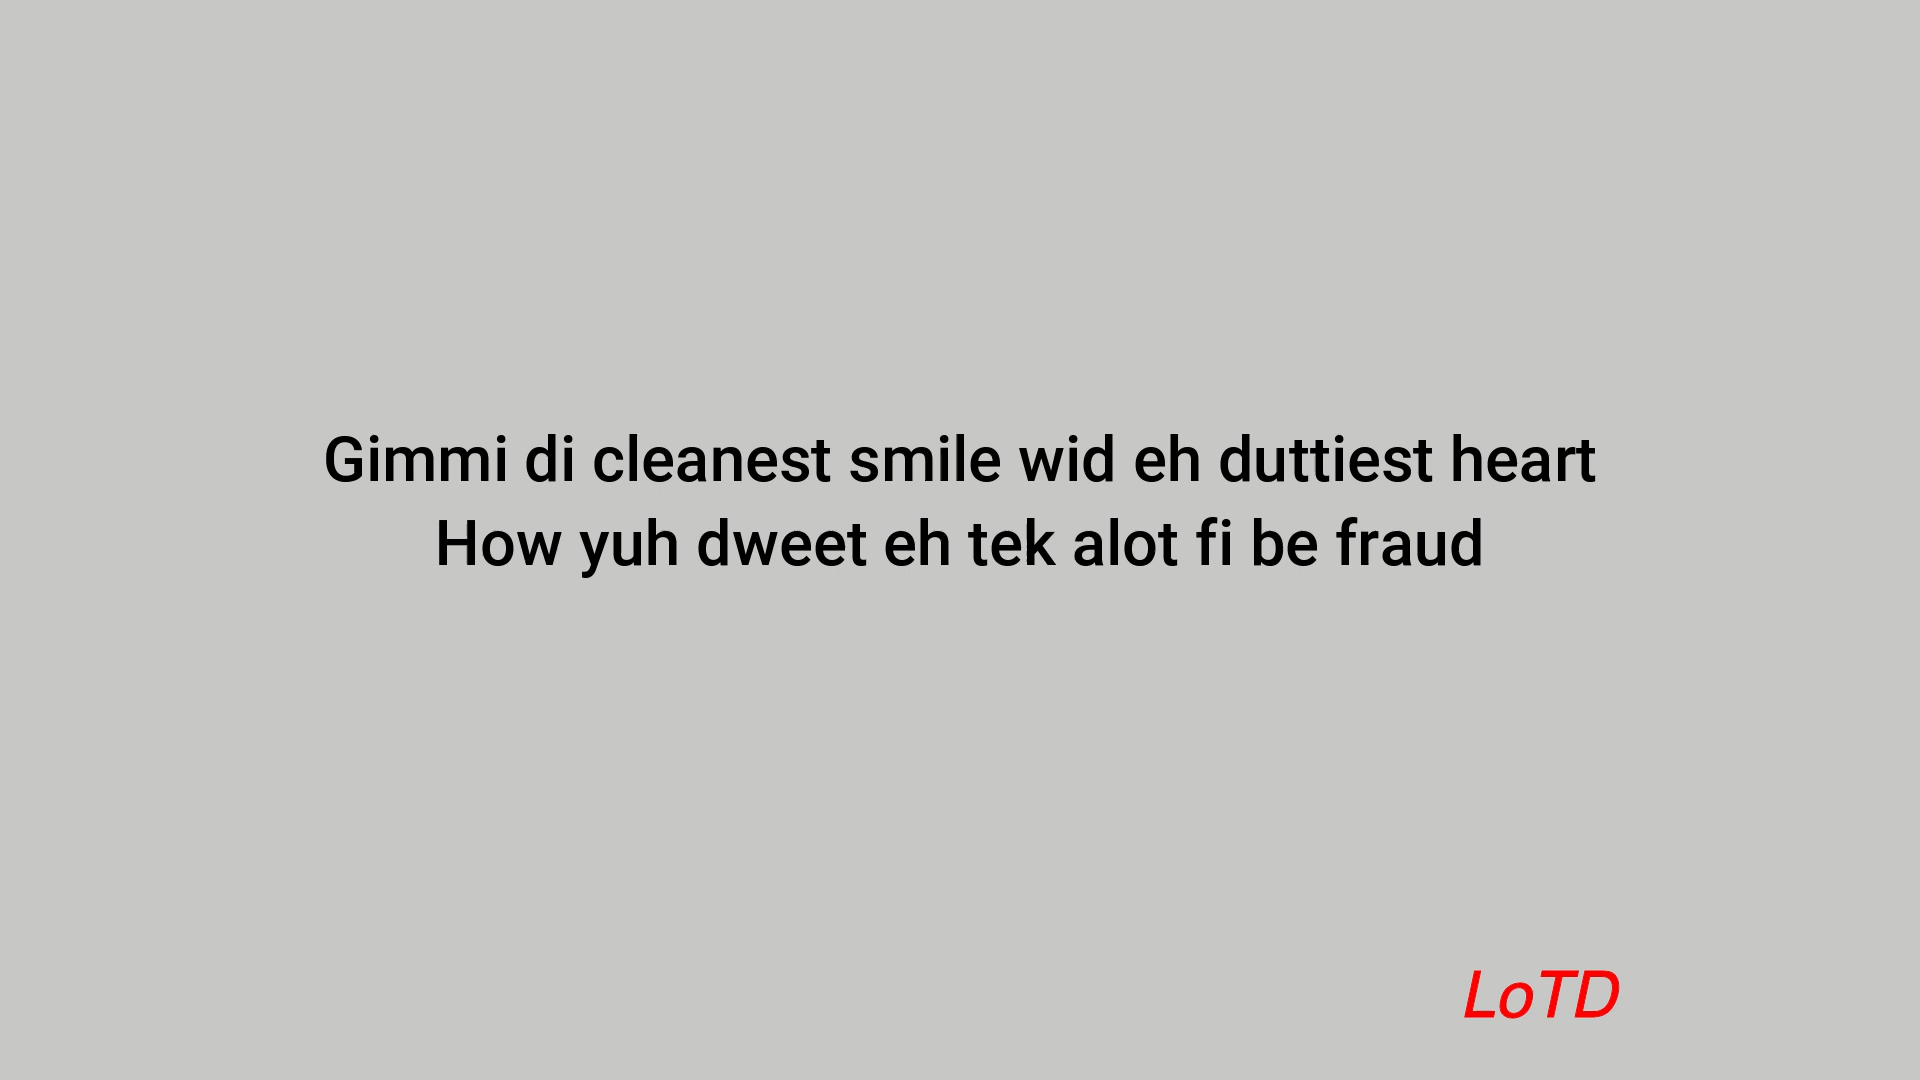 Gimmi di cleanest smile wid eh duttiest heart
How yuh dweet eh tek alot fi be fraud
LoTD